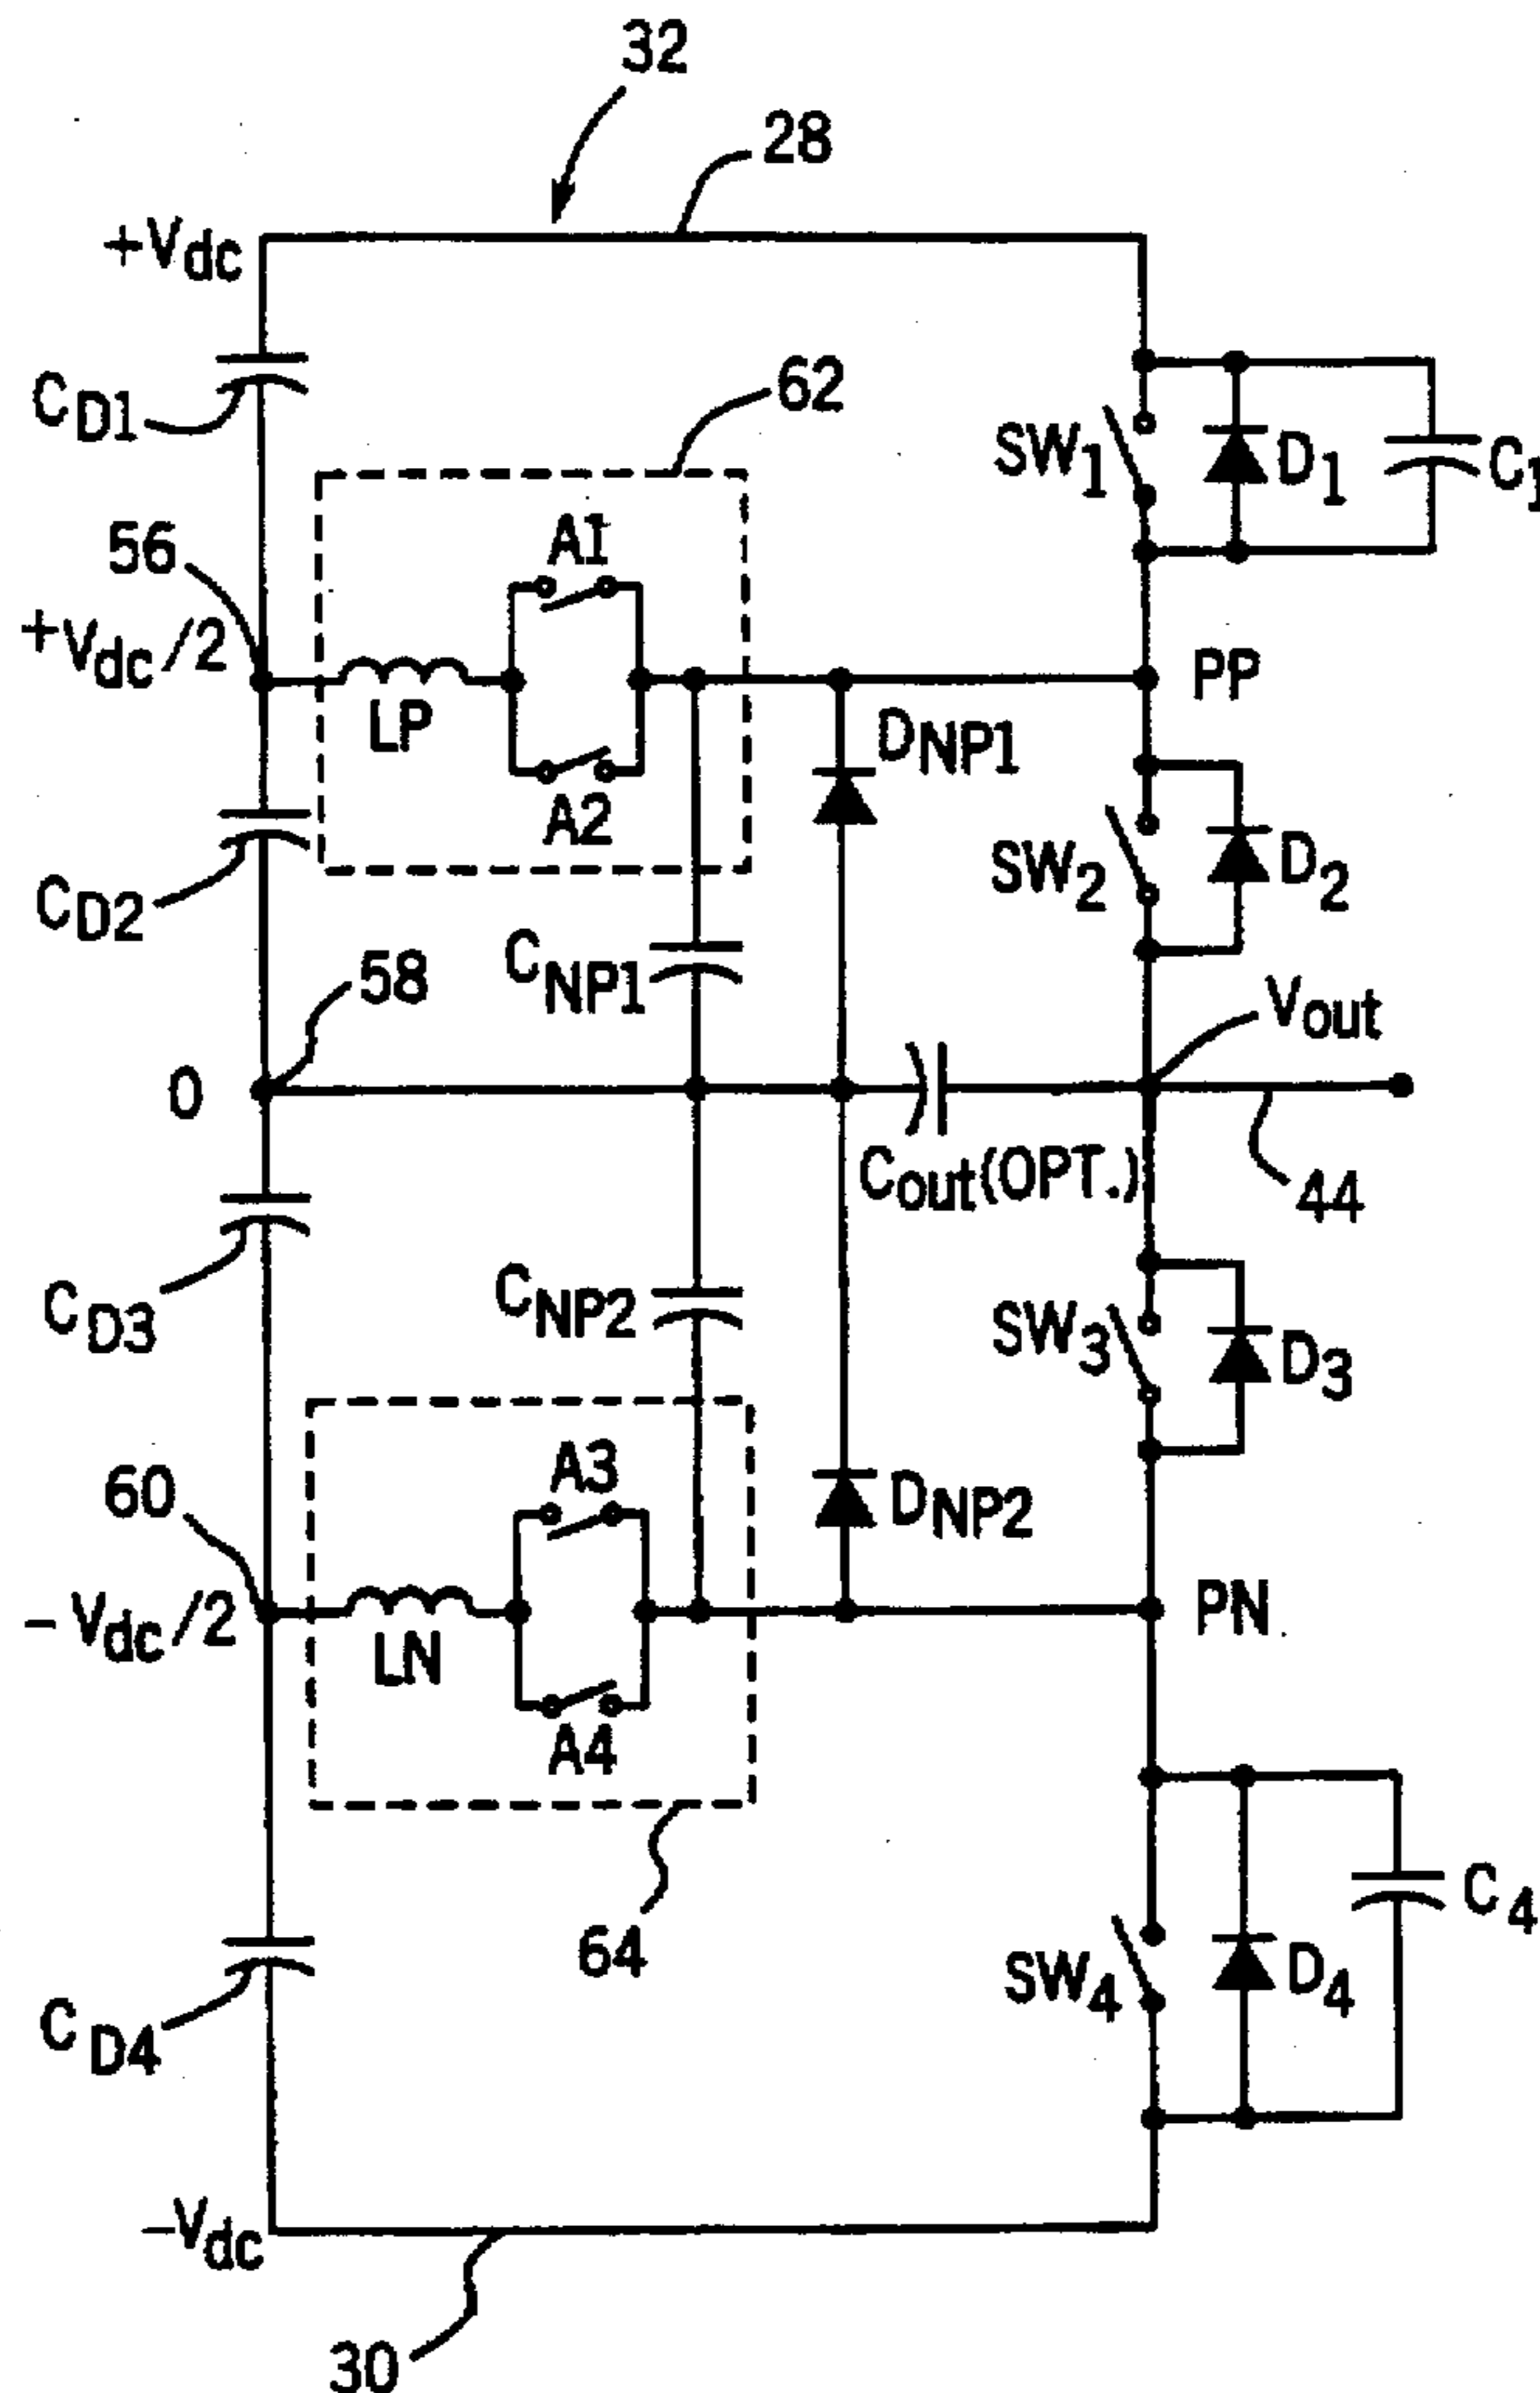 32
28
+Vdc
CD1
62
SW1
D1
C1
A1
56
+Vdc/2
PP
LP
DNP1
A2
SW2
D2
CD2
CNP1
58
Vout
0
Cout(OPT.)
44
CD3
CNP2
SW3
D3
A3
60
DNP2
-Vdc/2
PN
LN
A4
C4
64
SW4
D4
CD4
-Vdc
30